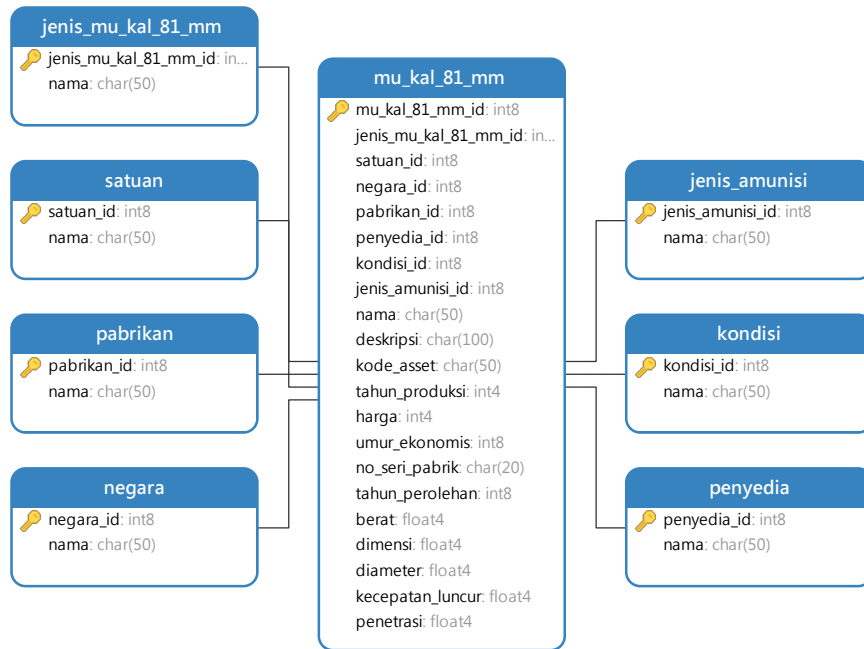 jenis_mu_kal_81_mm
jenis_mu_kal_81_mm_id: in...
nama: char(50)
satuan
satuan_id: int8
nama: char(50)
pabrikan
pabrikan_id: int8
nama: char(50)
negara
negara_id: int8
nama: char(50)
mu_kal_81_mm
mu_kal_81_mm_id: int8
jenis_mu_kal_81_mm_id: in...
satuan_id: int8
negara_id: int8
pabrikan_id: int8
penyedia_id: int8
kondisi_id: int8
jenis_amunisi_id: int8
nama: char(50)
deskripsi: char(100)
kode_asset: char(50)
tahun_produksi: int4
harga: int4
umur_ekonomis: int8
no_seri_pabrik: char(20)
tahun_perolehan: int8
berat: float4
dimensi: float4
diameter: float4
kecepatan_luncur: float4
penetrasi: float4
jenis_amunisi
jenis_amunisi_id: int8
nama: char(50)
kondisi
kondisi_id: int8
nama: char(50)
penyedia
penyedia_id: int8
nama: char(50)